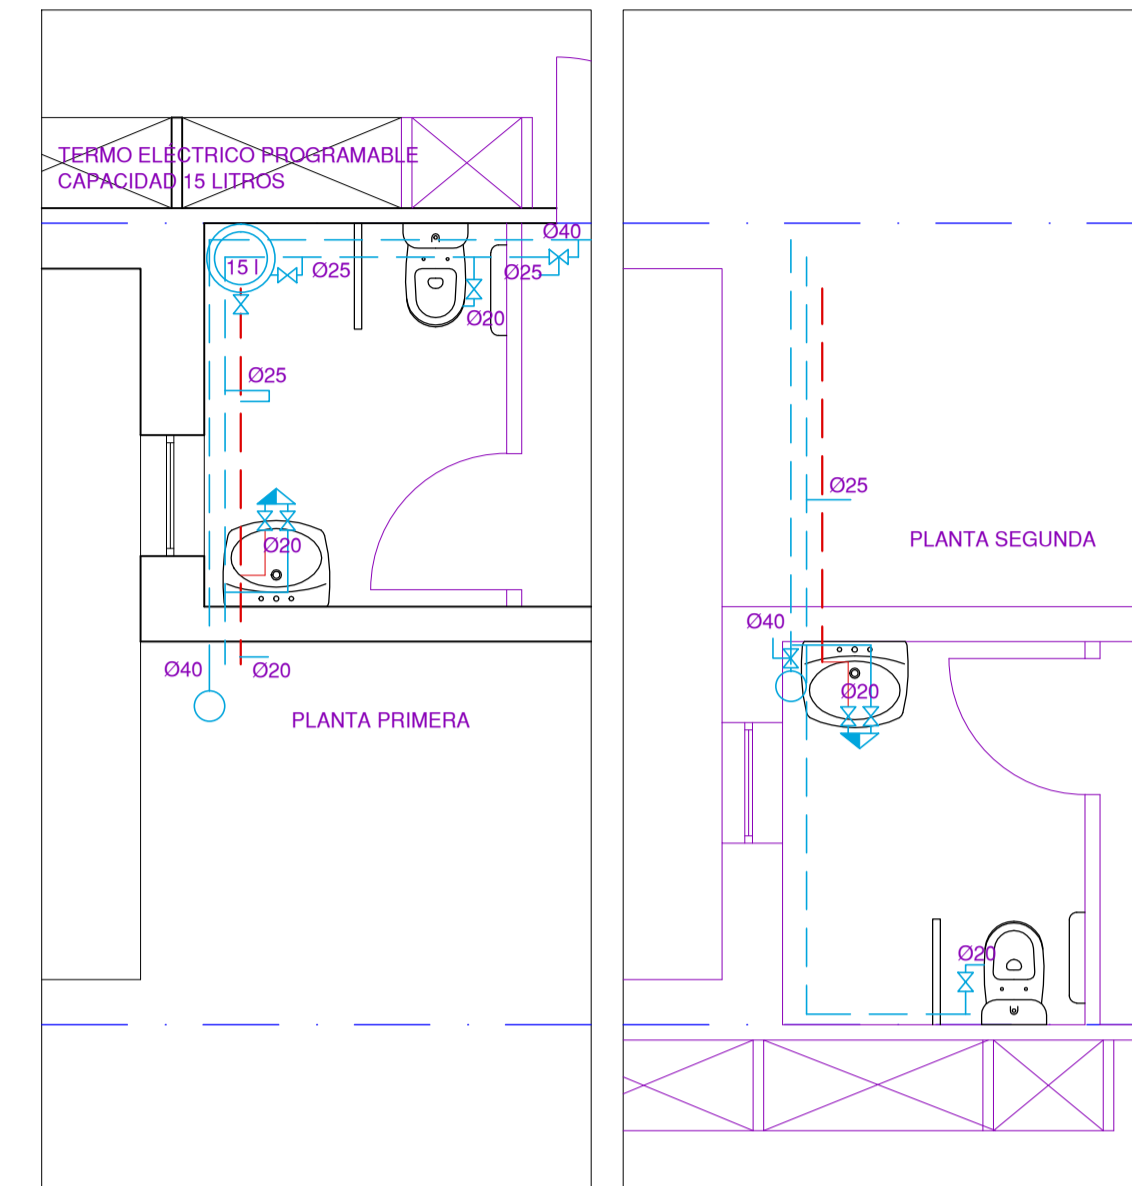 TERMO ELÉCTRICO PROGRAMABLE
CAPACIDAD 15 LITROS
Ø40
15 l
Ø25
Ø25
Ø20
Ø25
Ø20
Ø40
Ø20
PLANTA PRIMERA
Ø25
PLANTA SEGUNDA
Ø40
Ø20
Ø20